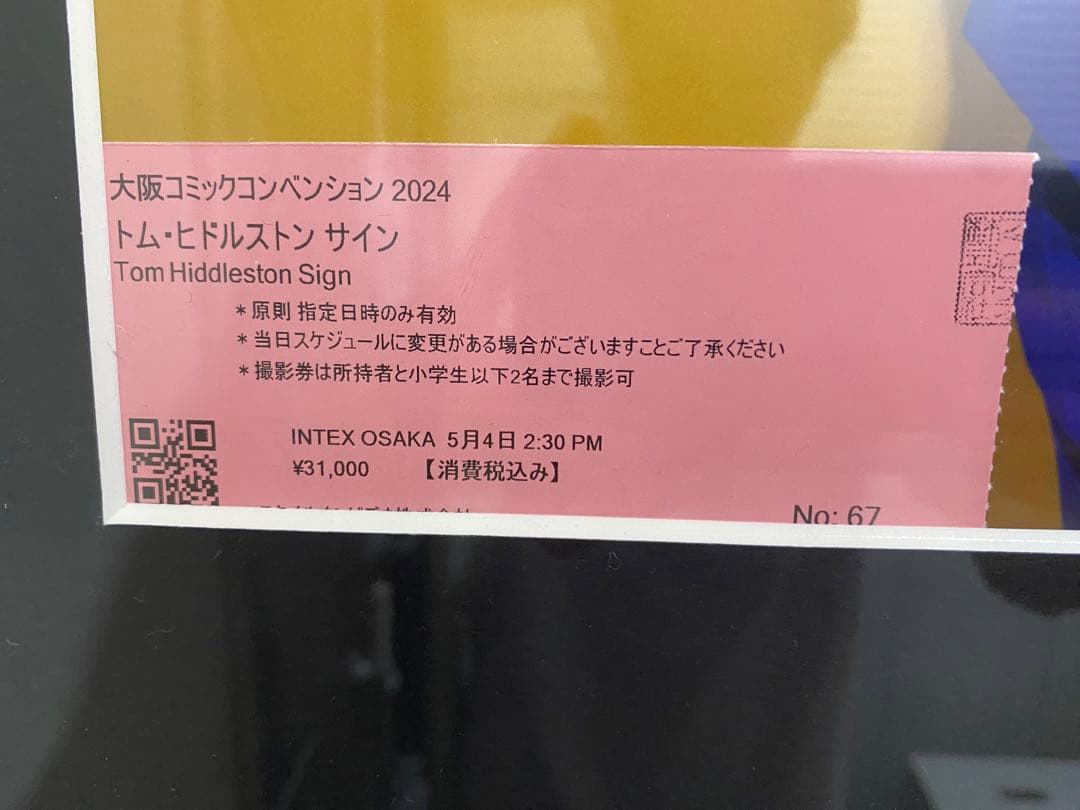 大阪コミックコンベンション 2024
トム・ヒドルストン サイン
Tom Hiddleston Sign
＊原則 指定日時のみ有効
＊当日スケジュールに変更がある場合がございますことご了承ください
＊撮影券は所持者と小学生以下2名まで撮影可
INTEX OSAKA 5月4日 2:30 PM
¥31,000 【消費税込み】
No: 67